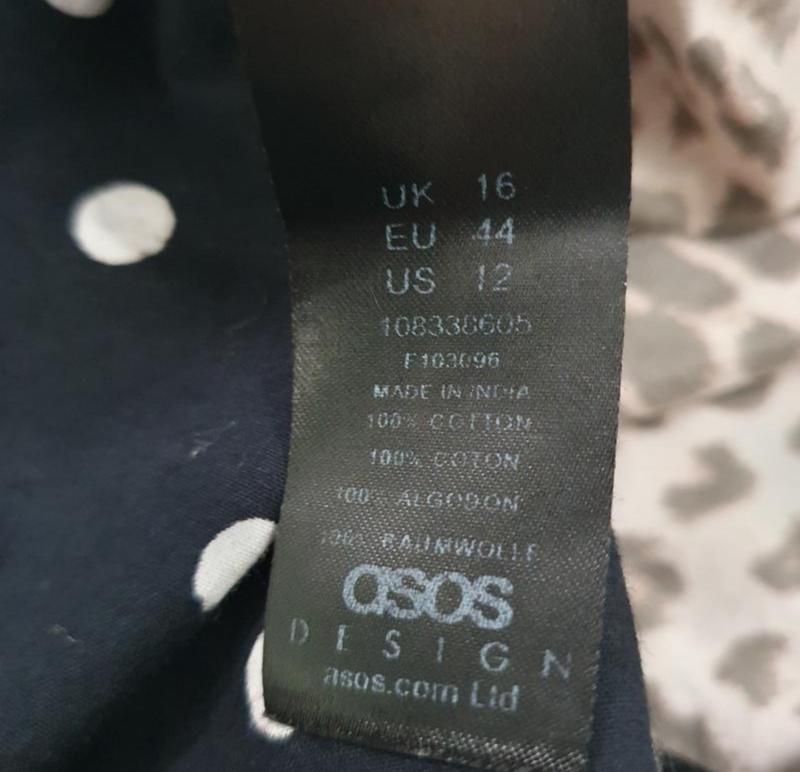 UK 16
EU 44
US 12
108338605
F103096
MADE IN INDIA
100% COTTON
100% COTON
100% ALGODON
100% BAUMWOLLE
asos
DESIGN
asos.com Ltd